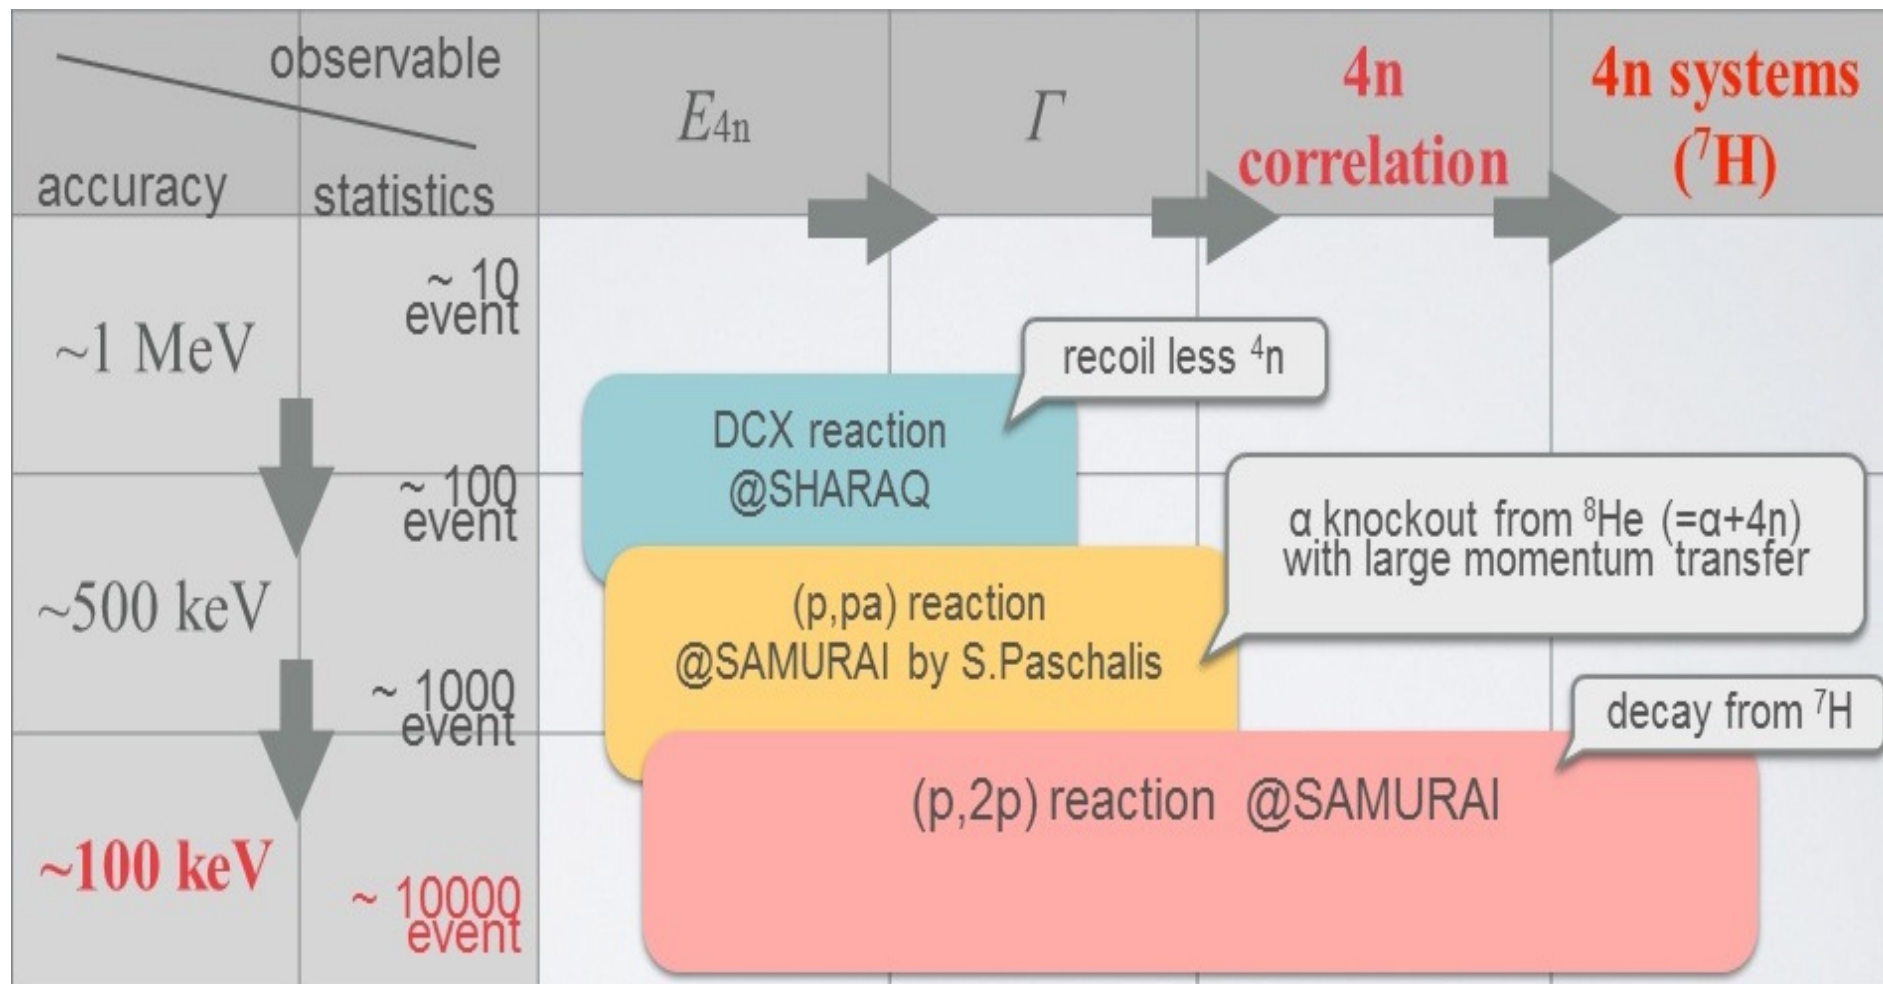 observable
accuracy
statistics
E4n
Γ
4n
correlation
4n systems
(⁷H)
~1 MeV
~ 10
event
recoil less ⁴n
DCX reaction
@SHARAQ
~ 100
event
α knockout from ⁸He (=α+4n)
with large momentum transfer
~500 keV
(p,pa) reaction
@SAMURAI by S.Paschalis
~ 1000
event
decay from ⁷H
(p,2p) reaction @SAMURAI
~100 keV
~ 10000
event